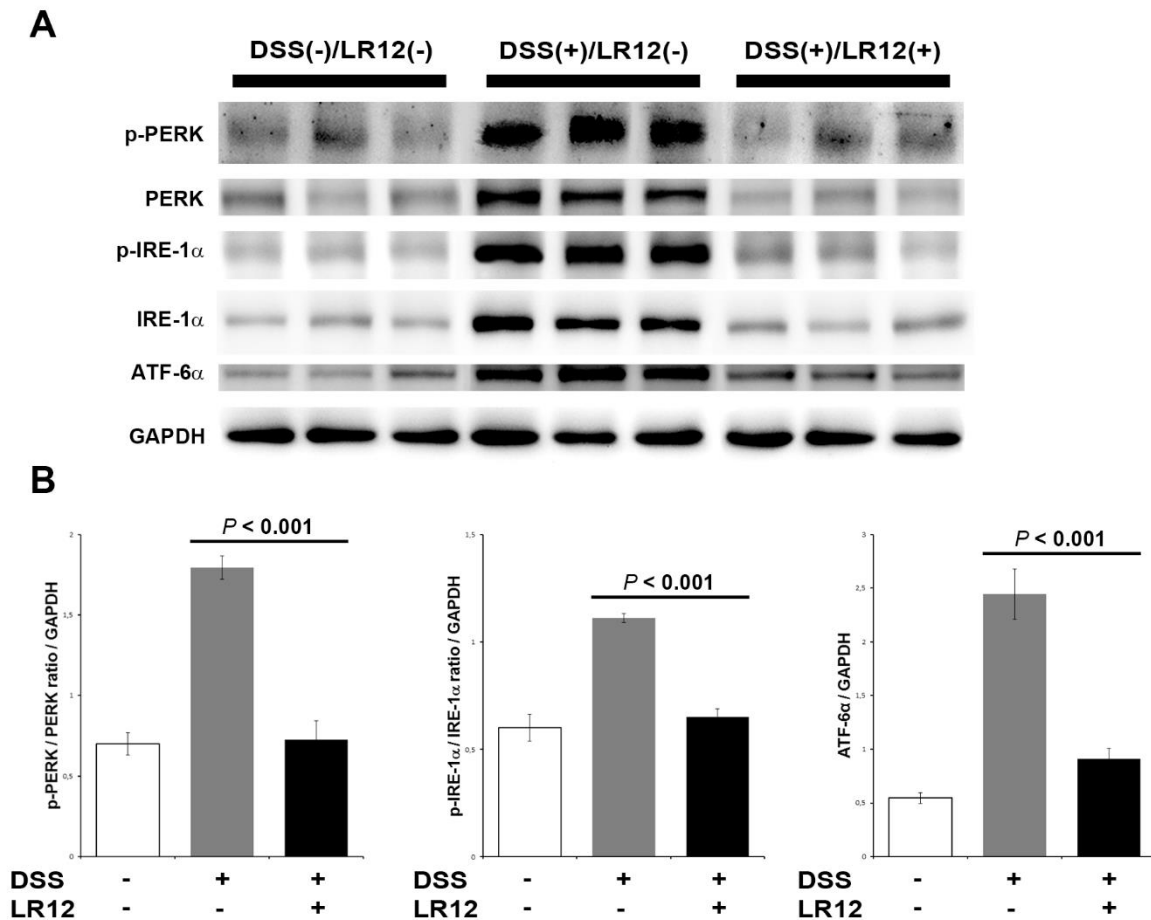 A
DSS(-)/LR12(-) DSS(+)/LR12(-) DSS(+)/LR12(+)
p-PERK
PERK
p-IRE-1α
IRE-1α
ATF-6α
GAPDH
B
p-PERK / PERK ratio / GAPDH
2
1,5
1
0,5
0
P < 0.001
DSS - + +
LR12 - - +
p-IRE-1α / IRE-1α ratio / GAPDH
1,5
1
0,5
0
P < 0.001
DSS - + +
LR12 - - +
ATF-6α / GAPDH
3
2,5
2
1,5
1
0,5
0
P < 0.001
DSS - + +
LR12 - - +